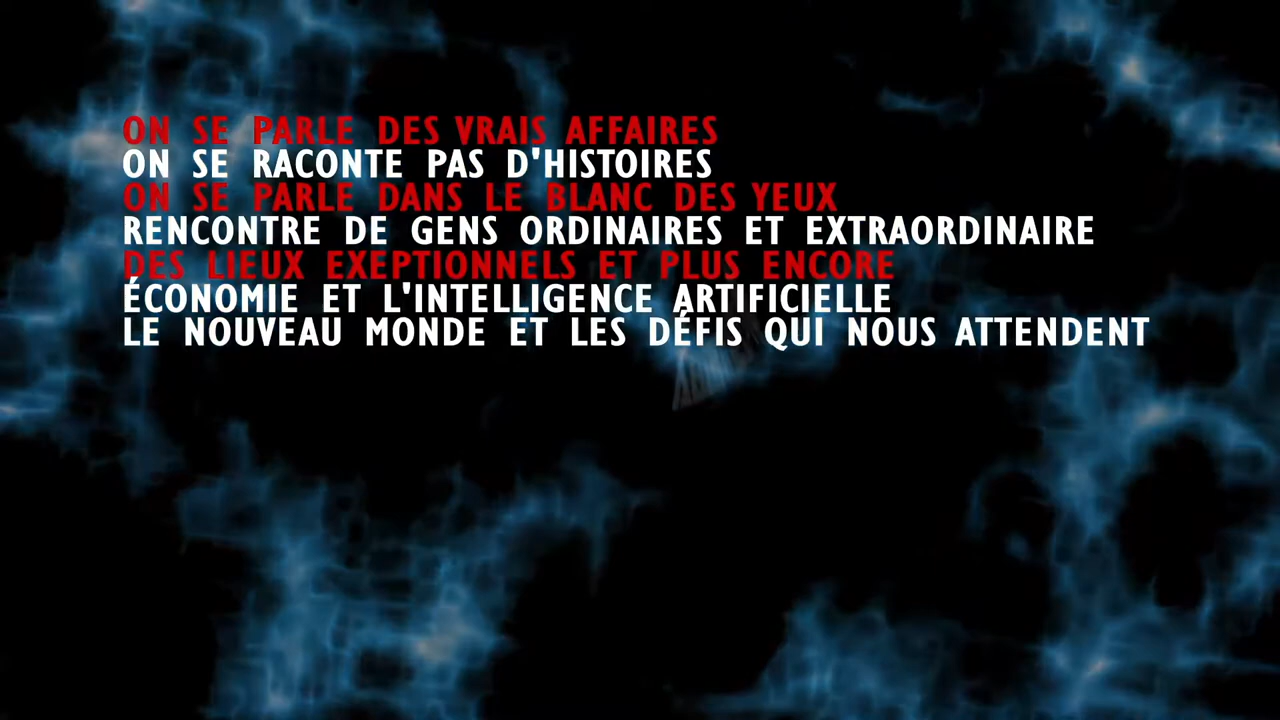 ON SE PARLE DES VRAIS AFFAIRES
ON SE RACONTE PAS D'HISTOIRES
ON SE PARLE DANS LE BLANC DES YEUX
RENCONTRE DE GENS ORDINAIRES ET EXTRAORDINAIRE
DES LIEUX EXEPTIONNELS ET PLUS ENCORE
ÉCONOMIE ET L'INTELLIGENCE ARTIFICIELLE
LE NOUVEAU MONDE ET LES DÉFIS QUI NOUS ATTENDENT